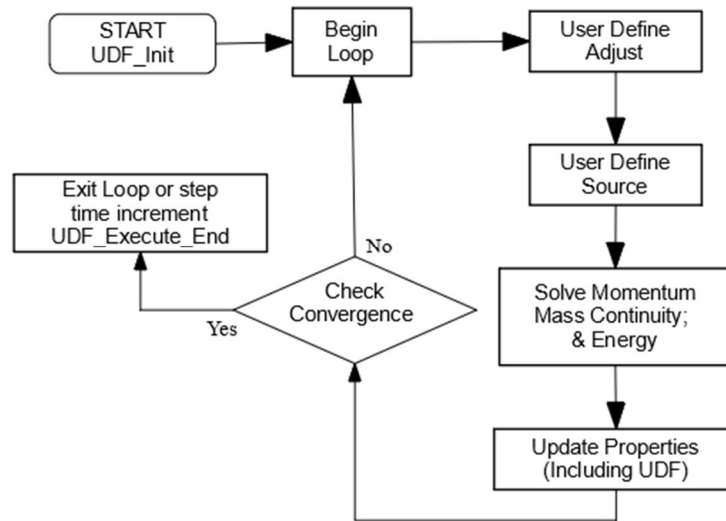 START
UDF_Init
Begin
Loop
User Define
Adjust
User Define
Source
Exit Loop or step
time increment
UDF_Execute_End
No
Check
Convergence
Yes
Solve Momentum
Mass Continuity;
& Energy
Update Properties
(Including UDF)